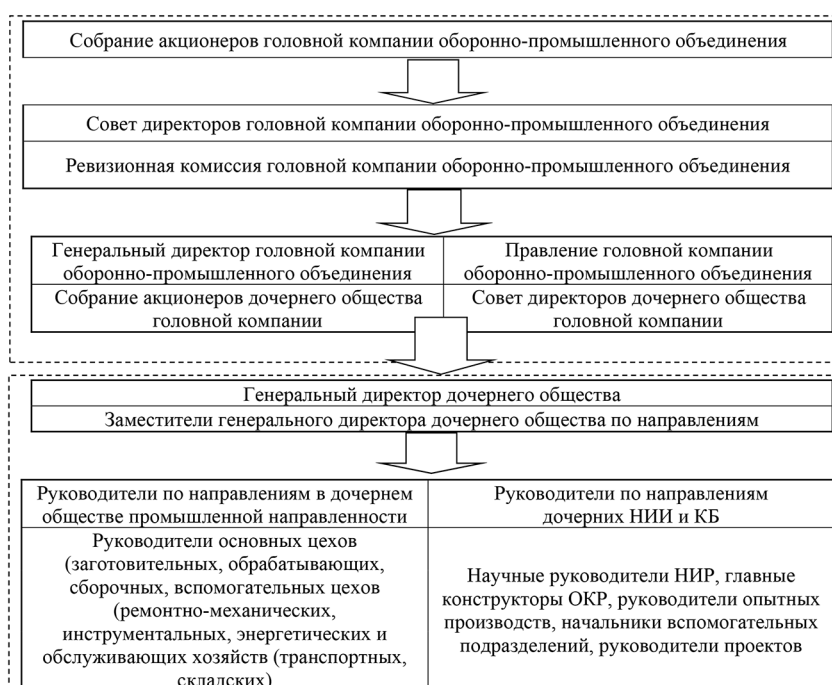 Собрание акционеров головной компании оборонно-промышленного объединения
Совет директоров головной компании оборонно-промышленного объединения
Ревизионная комиссия головной компании оборонно-промышленного объединения
Генеральный директор головной компании
оборонно-промышленного объединения
Правление головной компании
оборонно-промышленного объединения
Собрание акционеров дочернего общества
головной компании
Совет директоров дочернего общества
головной компании
Генеральный директор дочернего общества
Заместители генерального директора дочернего общества по направлениям
Руководители по направлениям в дочернем
обществе промышленной направленности
Руководители по направлениям
дочерних НИИ и КБ
Руководители основных цехов
(заготовительных, обрабатывающих,
сборочных, вспомогательных цехов
(ремонтно-механических,
инструментальных, энергетических и
обслуживающих хозяйств (транспортных,
складских)
Научные руководители НИР, главные
конструкторы ОКР, руководители опытных
производств, начальники вспомогательных
подразделений, руководители проектов